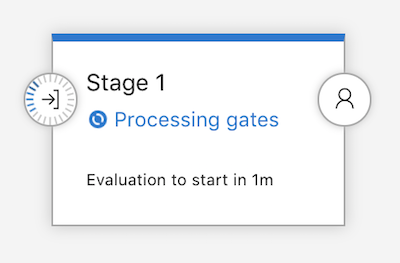 Stage 1
Processing gates
Evaluation to start in 1m